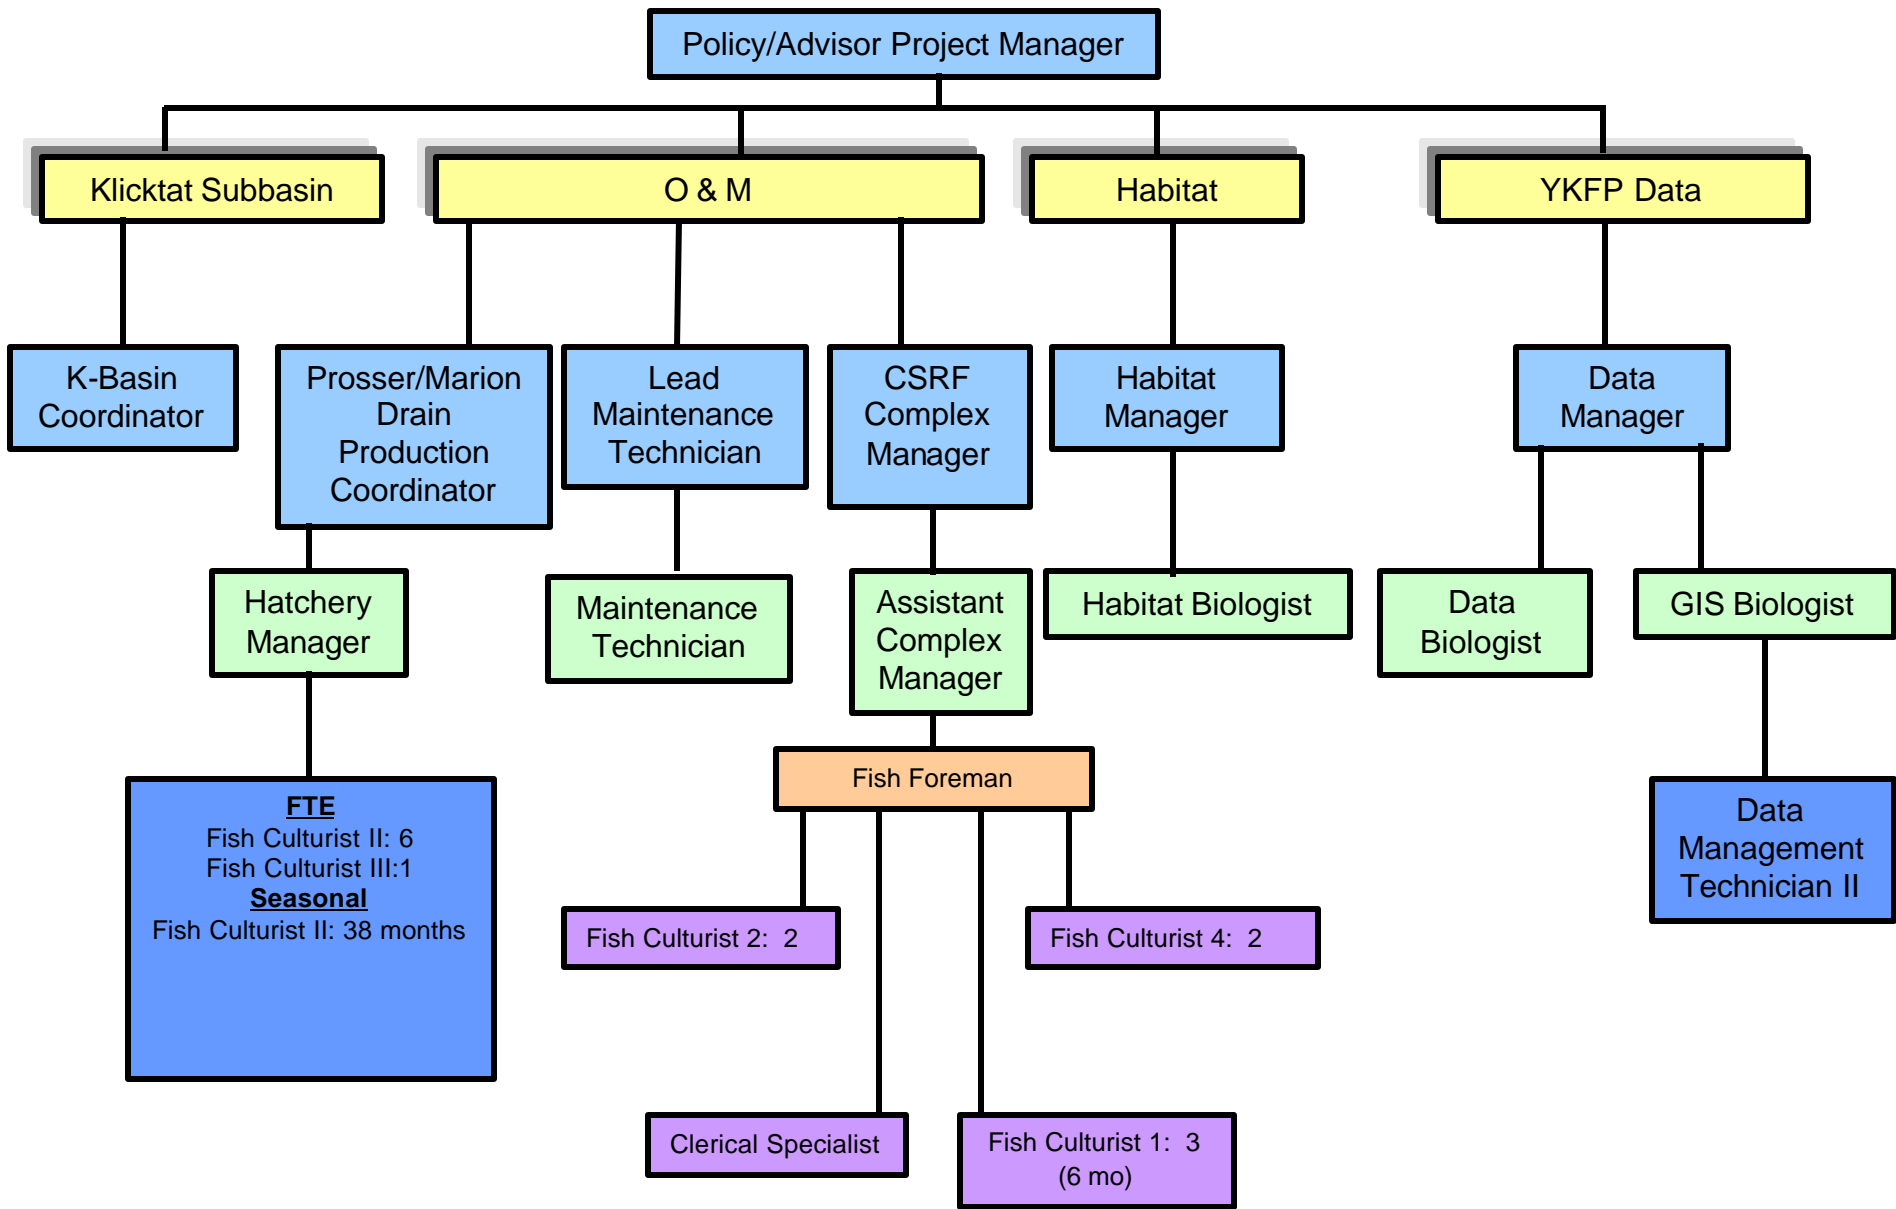 Policy/Advisor Project Manager
Klicktat Subbasin
O & M
Habitat
YKFP Data
K-Basin
Coordinator
Prosser/Marion
Drain
Production
Coordinator
Lead
Maintenance
Technician
CSRF
Complex
Manager
Habitat
Manager
Data
Manager
Hatchery
Manager
Maintenance
Technician
Assistant
Complex
Manager
Habitat Biologist
Data
Biologist
GIS Biologist
Fish Foreman
FTE
Fish Culturist II: 6
Fish Culturist III:1
Seasonal
Fish Culturist II: 38 months
Data
Management
Technician II
Fish Culturist 2:  2
Fish Culturist 4:  2
Clerical Specialist
Fish Culturist 1:  3
(6 mo)